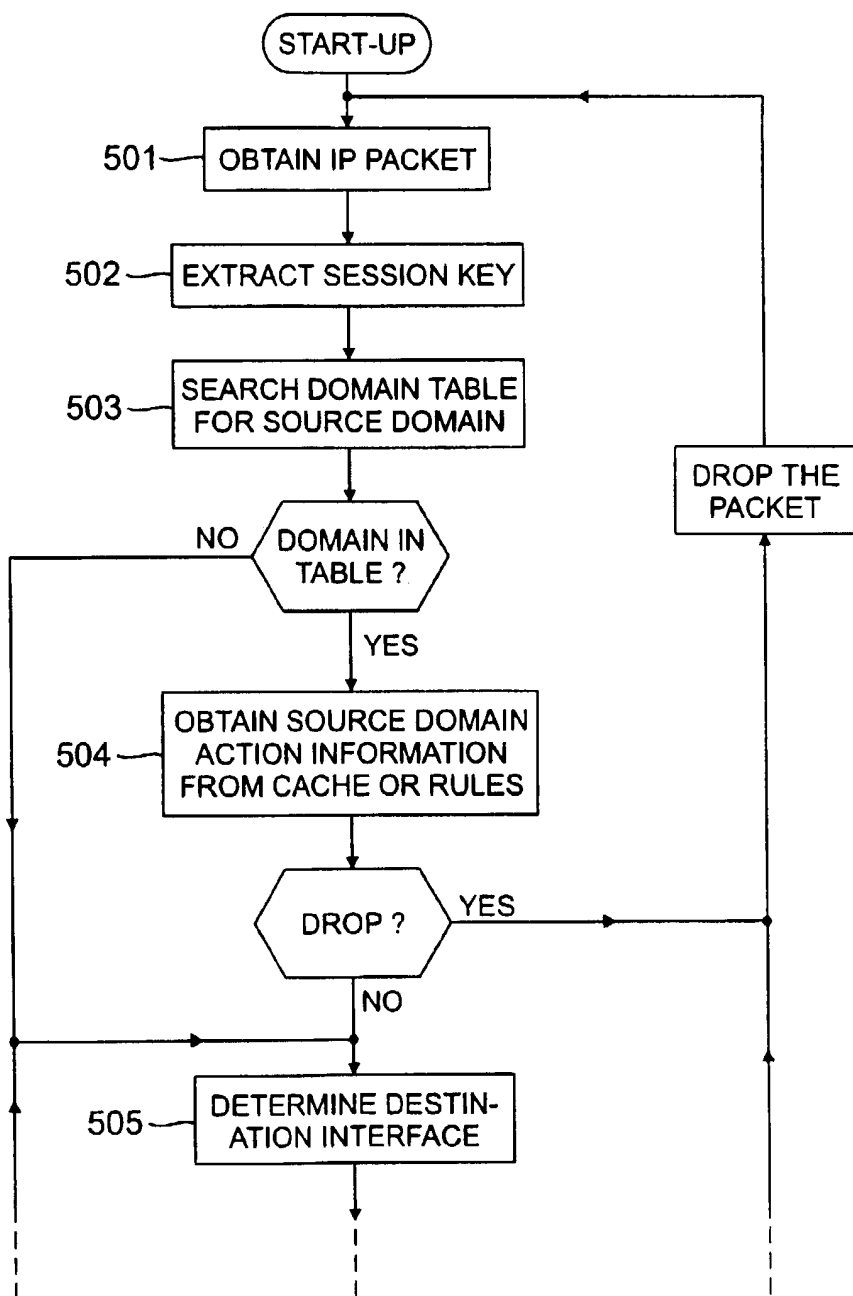 START-UP
501
OBTAIN IP PACKET
502
EXTRACT SESSION KEY
503
SEARCH DOMAIN TABLE
FOR SOURCE DOMAIN
DROP THE
PACKET
NO
DOMAIN IN
TABLE ?
YES
504
OBTAIN SOURCE DOMAIN
ACTION INFORMATION
FROM CACHE OR RULES
DROP ?
YES
NO
505
DETERMINE DESTIN-
ATION INTERFACE